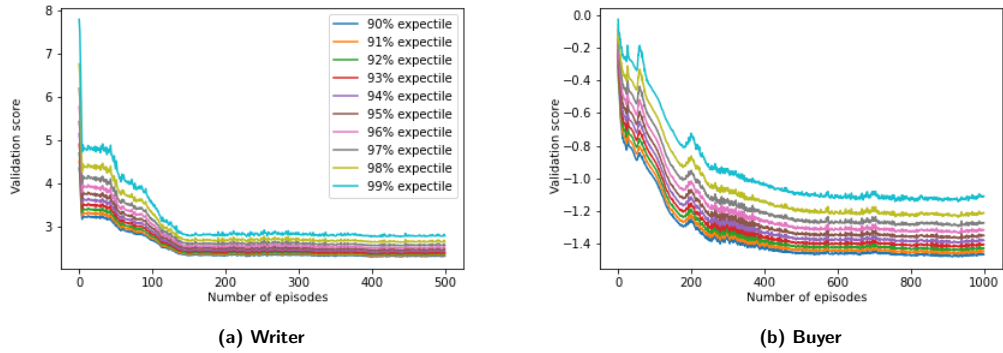 8
7
6
5
4
3
Validation score
0
100
200
300
400
500
Number of episodes
90% expectile
91% expectile
92% expectile
93% expectile
94% expectile
95% expectile
96% expectile
97% expectile
98% expectile
99% expectile
(a) Writer
0.0
−0.2
−0.4
−0.6
−0.8
−1.0
−1.2
−1.4
Validation score
0
200
400
600
800
1000
Number of episodes
(b) Buyer